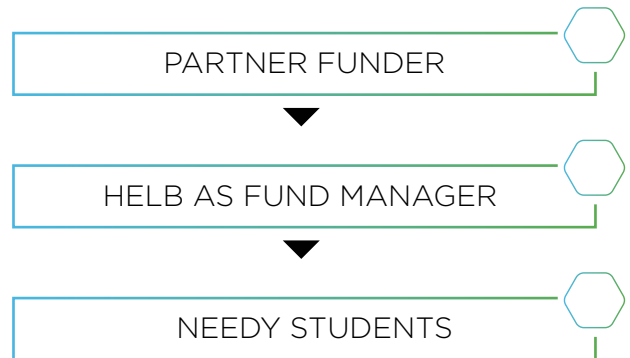 PARTNER FUNDER
HELB AS FUND MANAGER
NEEDY STUDENTS